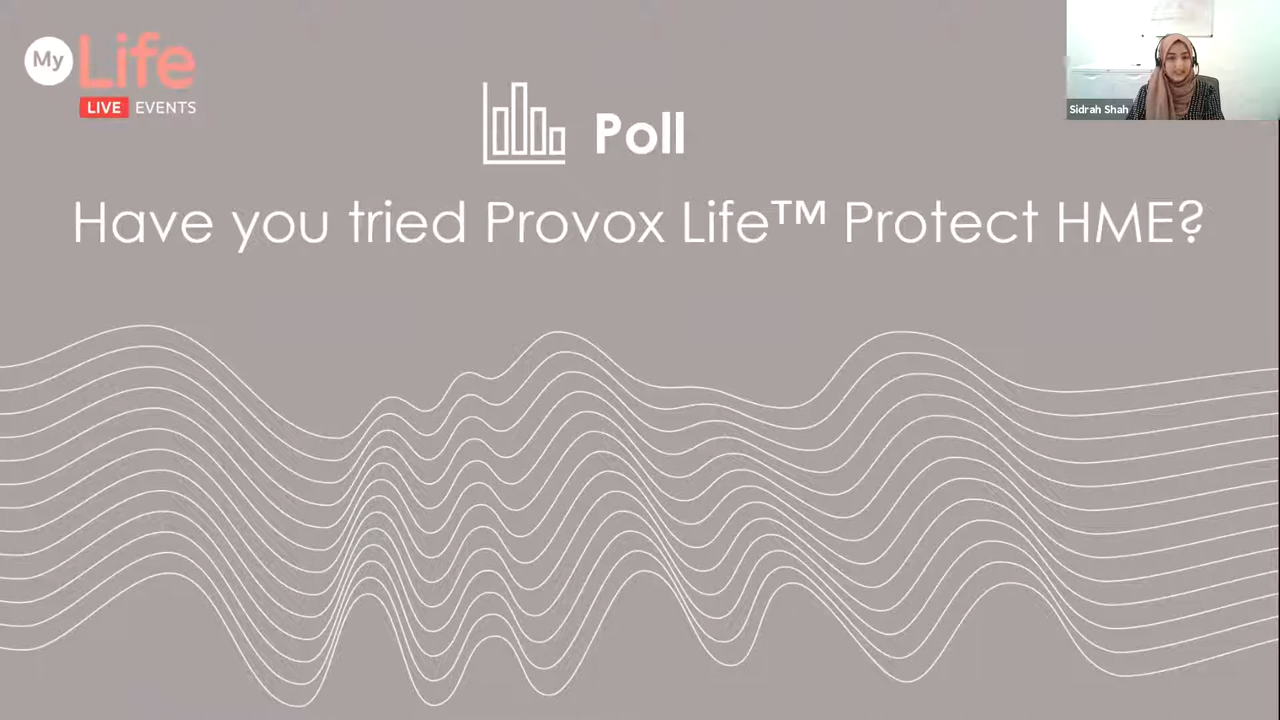 My Life
LIVE EVENTS
Poll
Have you tried Provox Life™ Protect HME?
Sidrah Shah